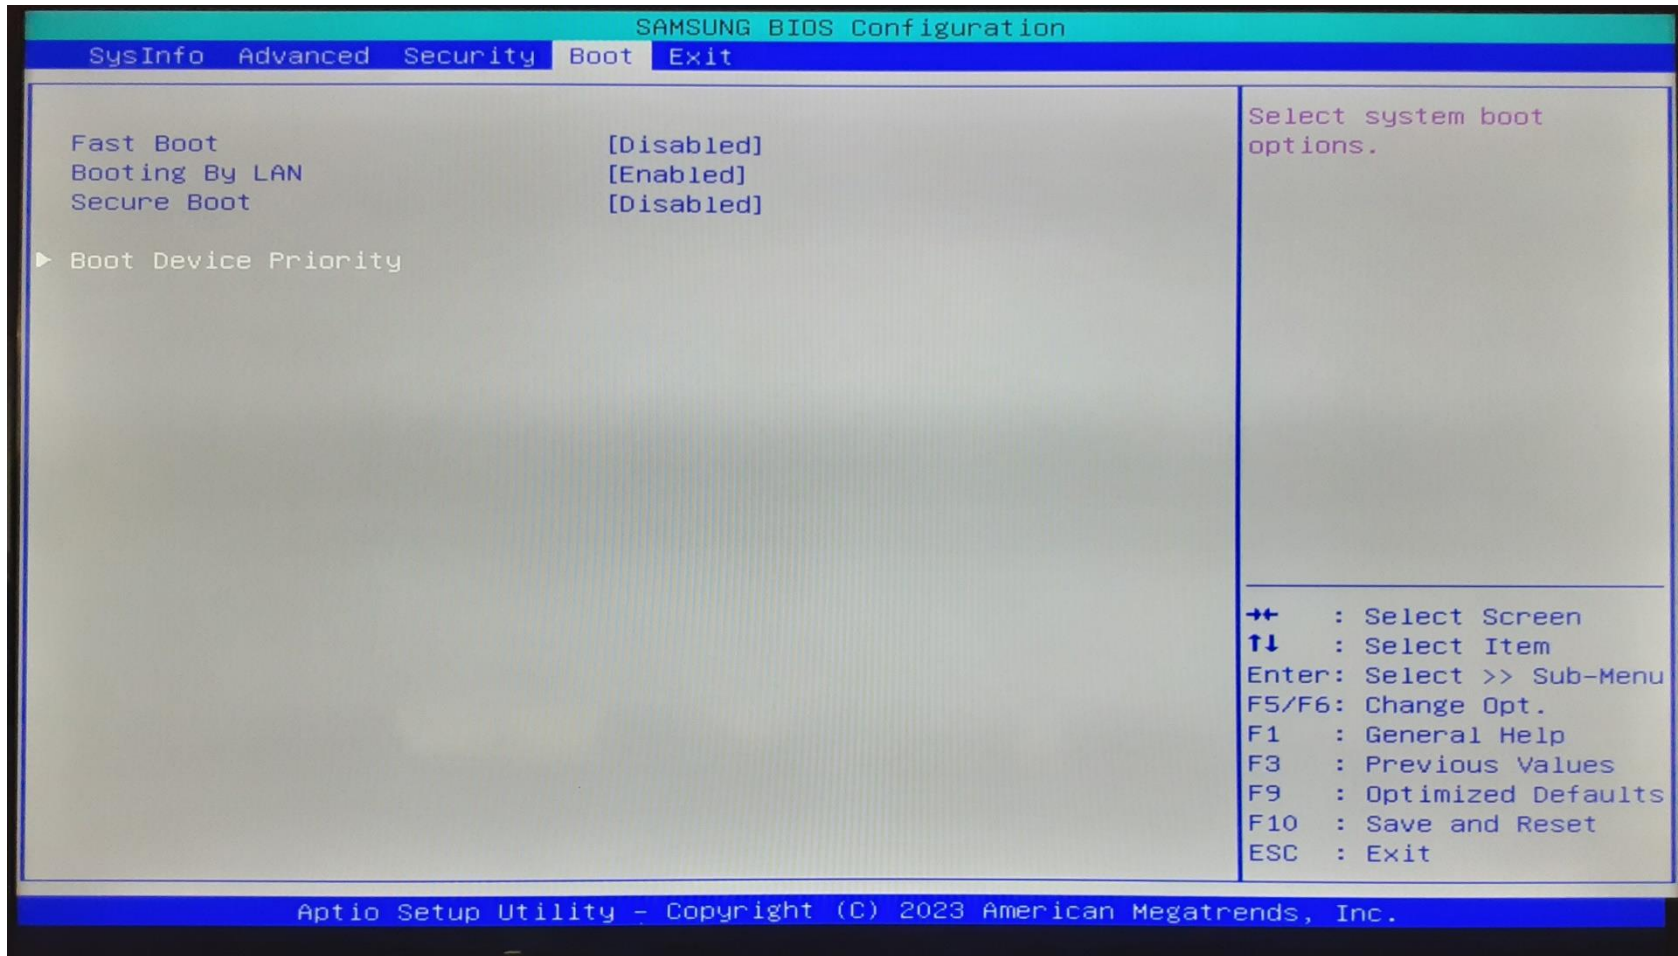 SAMSUNG BIOS Configuration
SysInfo Advanced Security Boot Exit
Fast Boot [Disabled]
Booting By LAN [Enabled]
Secure Boot [Disabled]
► Boot Device Priority
Select system boot
options.
→← : Select Screen
↑↓ : Select Item
Enter: Select >> Sub-Menu
F5/F6: Change Opt.
F1 : General Help
F3 : Previous Values
F9 : Optimized Defaults
F10 : Save and Reset
ESC : Exit
Aptio Setup Utility – Copyright (C) 2023 American Megatrends, Inc.